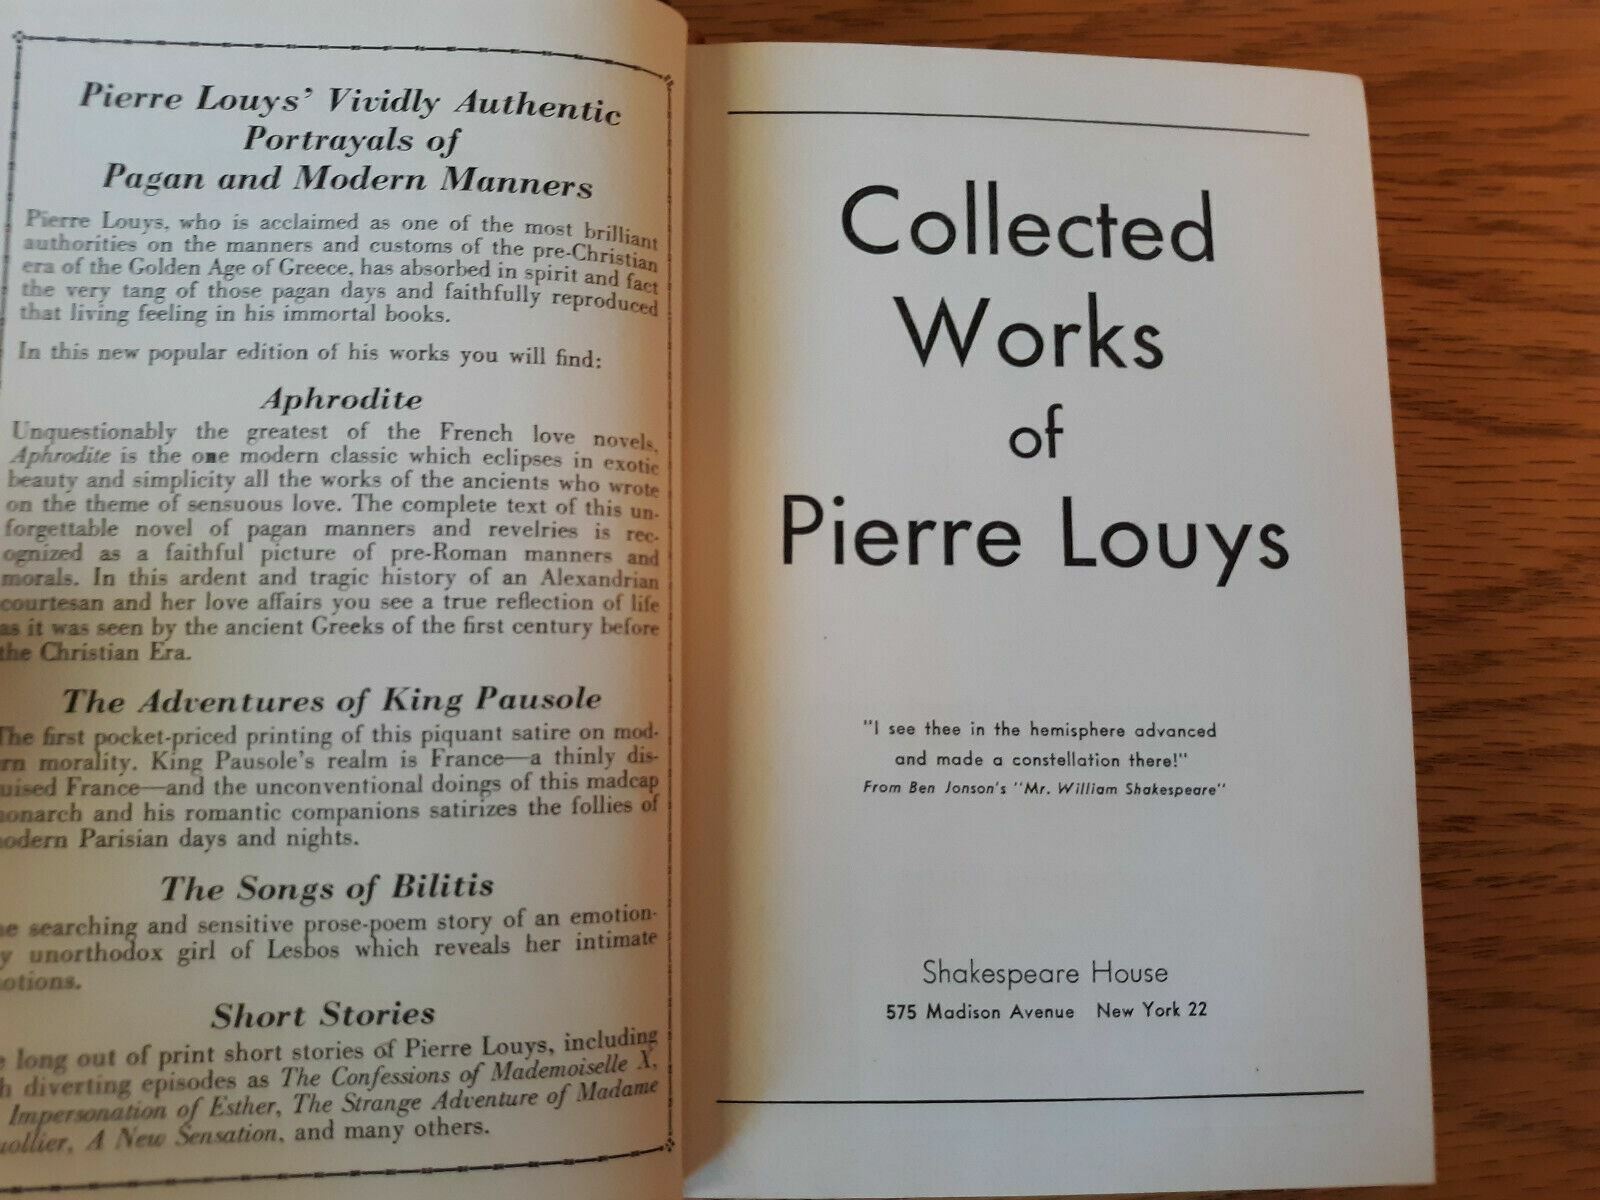 Pierre Louys' Vividly Authentic
Portrayals of
Pagan and Modern Manners
Pierre Louys, who is acclaimed as one of the most brilliant
authorities on the manners and customs of the pre-Christian
era of the Golden Age of Greece, has absorbed in spirit and fact
the very tang of those pagan days and faithfully reproduced
that living feeling in his immortal books.
In this new popular edition of his works you will find:
Aphrodite
Unquestionably the greatest of the French love novels,
Aphrodite is the one modern classic which eclipses in exotic
beauty and simplicity all the works of the ancients who wrote
on the theme of sensuous love. The complete text of this un-
forgettable novel of pagan manners and revelries is rec-
ognized as a faithful picture of pre-Roman manners and
morals. In this ardent and tragic history of an Alexandrian
courtesan and her love affairs you see a true reflection of life
as it was seen by the ancient Greeks of the first century before
the Christian Era.
The Adventures of King Pausole
The first pocket-priced printing of this piquant satire on mod-
rn morality. King Pausole's realm is France—a thinly dis-
uised France—and the unconventional doings of this madcap
onarch and his romantic companions satirizes the follies of
odern Parisian days and nights.
The Songs of Bilitis
e searching and sensitive prose-poem story of an emotion-
y unorthodox girl of Lesbos which reveals her intimate
otions.
Short Stories
e long out of print short stories of Pierre Louys, including
h diverting episodes as The Confessions of Mademoiselle X,
Impersonation of Esther, The Strange Adventure of Madame
uollier, A New Sensation, and many others.
Collected
Works
of
Pierre Louys
"I see thee in the hemisphere advanced
and made a constellation there!"
From Ben Jonson's "Mr. William Shakespeare"
Shakespeare House
575 Madison Avenue New York 22